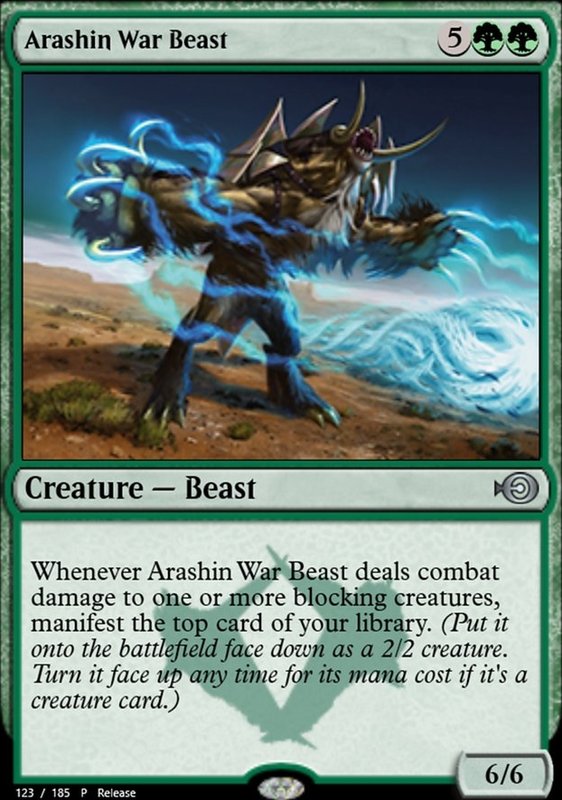 Arashin War Beast 5
Creature — Beast
Whenever Arashin War Beast deals combat
damage to one or more blocking creatures,
manifest the top card of your library. (Put it
onto the battlefield face down as a 2/2 creature.
Turn it face up any time for its mana cost if it's a
creature card.)
6/6
123 / 185 P Release